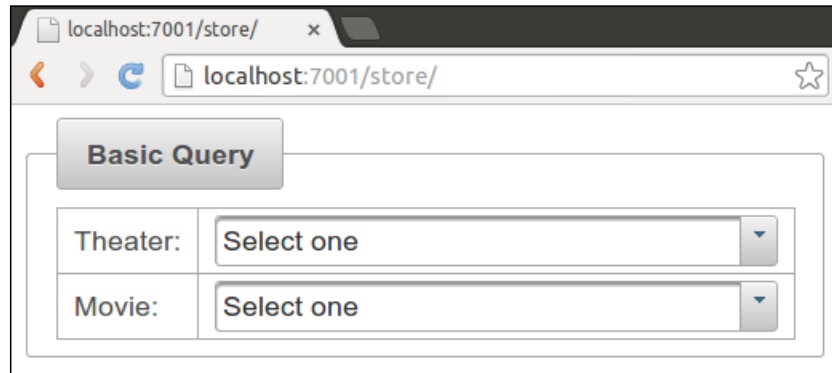 localhost:7001/store/ ×
localhost:7001/store/
Basic Query
Theater: Select one
Movie: Select one